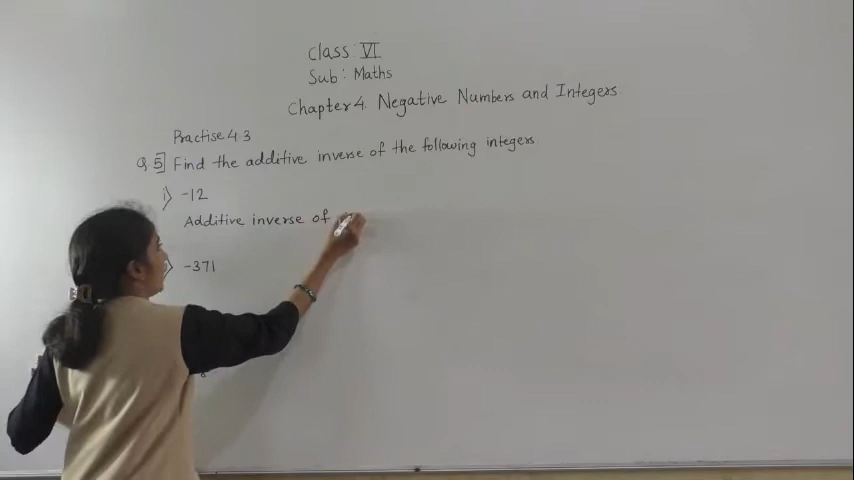 Class : VI
Sub : Maths
Chapter 4. Negative Numbers and Integers
Practise 4.3
Q.5] Find the additive inverse of the following integers.
i) -12
Additive inverse of
-371